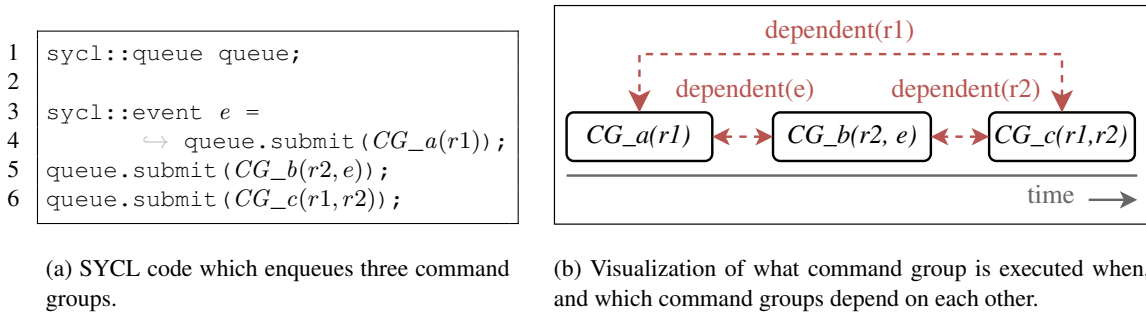 1 sycl::queue queue;
2
3 sycl::event e =
4 ↪ queue.submit(CG_a(r1));
5 queue.submit(CG_b(r2, e));
6 queue.submit(CG_c(r1, r2));
(a) SYCL code which enqueues three command
groups.
dependent(r1)
dependent(e) dependent(r2)
CG_a(r1) CG_b(r2, e) CG_c(r1,r2)
time
(b) Visualization of what command group is executed when,
and which command groups depend on each other.